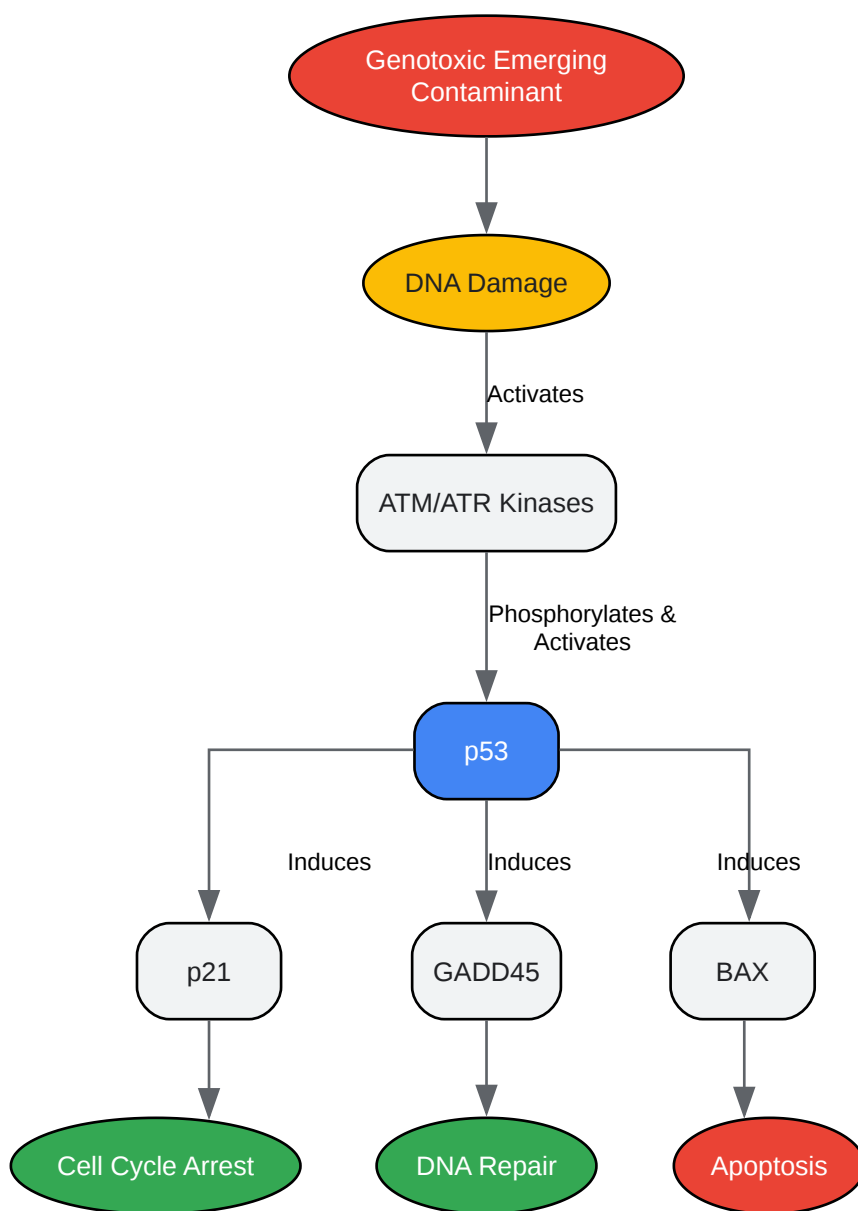 Genotoxic Emerging
Contaminant
DNA Damage
Activates
ATM/ATR Kinases
Phosphorylates &
Activates
p53
Induces
Induces
Induces
p21
GADD45
BAX
Cell Cycle Arrest
DNA Repair
Apoptosis